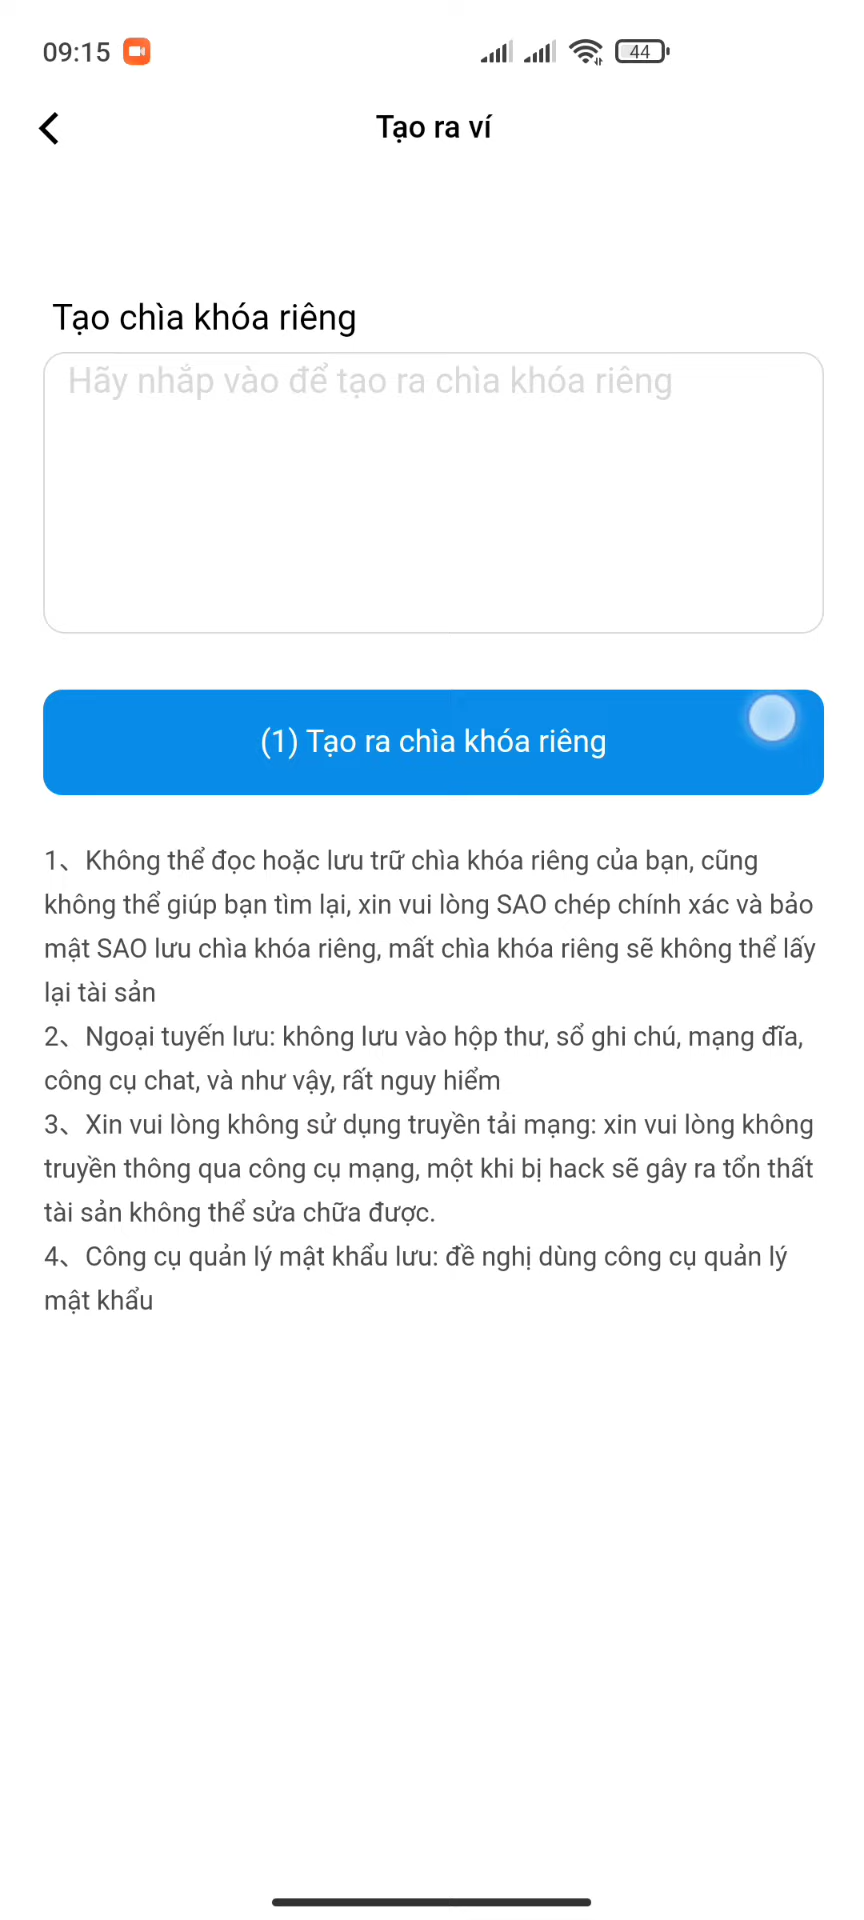 09:15
44
Tạo ra ví
Tạo chìa khóa riêng
Hãy nhắp vào để tạo ra chìa khóa riêng
(1) Tạo ra chìa khóa riêng
1、Không thể đọc hoặc lưu trữ chìa khóa riêng của bạn, cũng
không thể giúp bạn tìm lại, xin vui lòng SAO chép chính xác và bảo
mật SAO lưu chìa khóa riêng, mất chìa khóa riêng sẽ không thể lấy
lại tài sản
2、Ngoại tuyến lưu: không lưu vào hộp thư, sổ ghi chú, mạng đĩa,
công cụ chat, và như vậy, rất nguy hiểm
3、Xin vui lòng không sử dụng truyền tải mạng: xin vui lòng không
truyền thông qua công cụ mạng, một khi bị hack sẽ gây ra tổn thất
tài sản không thể sửa chữa được.
4、Công cụ quản lý mật khẩu lưu: đề nghị dùng công cụ quản lý
mật khẩu